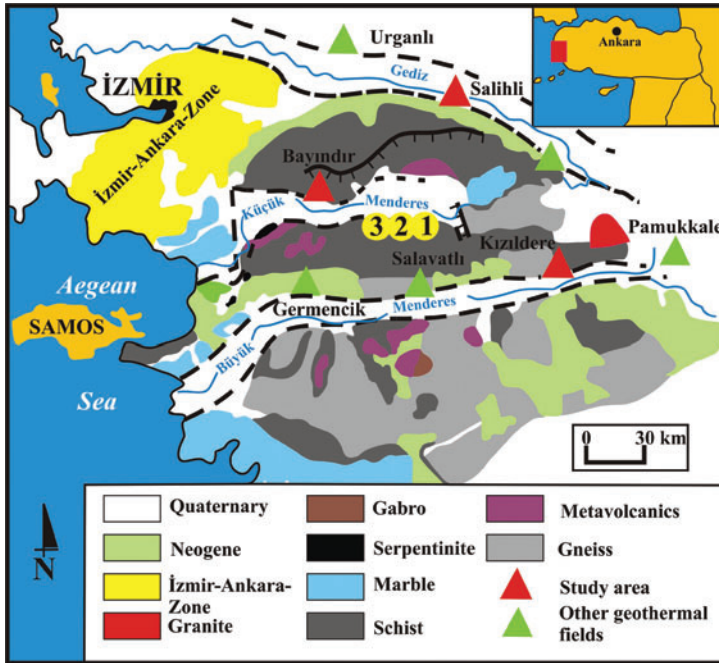 Urganlı
Ankara
Gediz
İZMİR
Salihli
İzmir-Ankara-Zone
Bayındır
Küçük
Menderes
3 2 1
Kızıldere
Pamukkale
Aegean
Salavatlı
SAMOS
Germencik
Menderes
Büyük
Sea
0 30 km
N
Quaternary
Neogene
İzmir-Ankara-
Zone
Granite
Gabro
Serpentinite
Marble
Schist
Metavolcanics
Gneiss
Study area
Other geothermal
fields